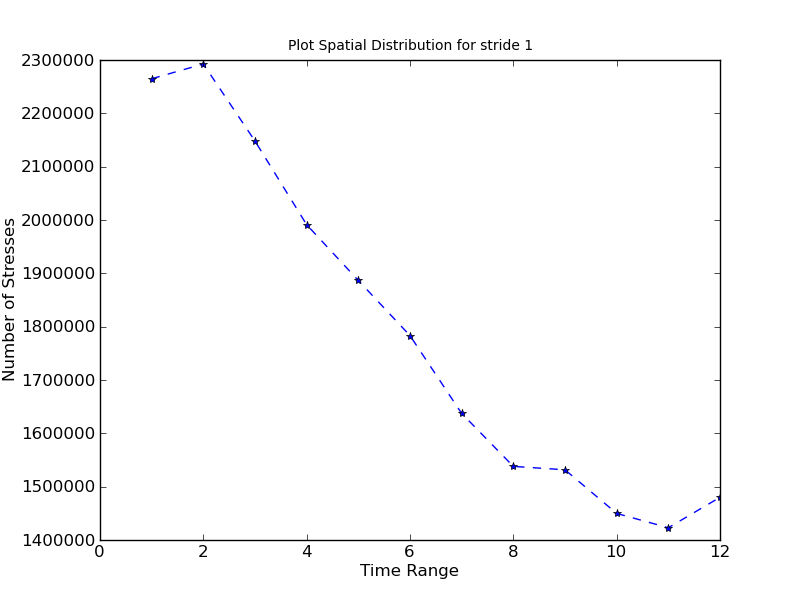 Plot Spatial Distribution for stride 1
2300000
2200000
2100000
2000000
1900000
1800000
1700000
1600000
1500000
1400000
Number of Stresses
0 2 4 6 8 10 12
Time Range